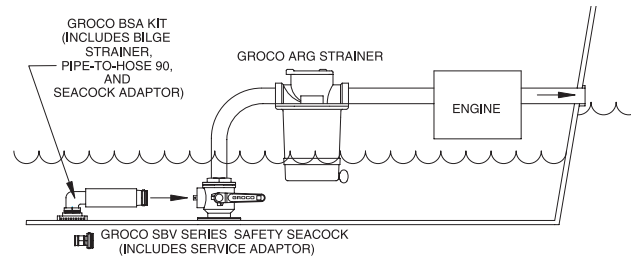 GROCO BSA KIT
(INCLUDES BILGE
STRAINER,
PIPE-TO-HOSE 90,
AND
SEACOCK ADAPTOR)
GROCO ARG STRAINER
ENGINE
GROCO
GROCO SBV SERIES SAFETY SEACOCK
(INCLUDES SERVICE ADAPTOR)